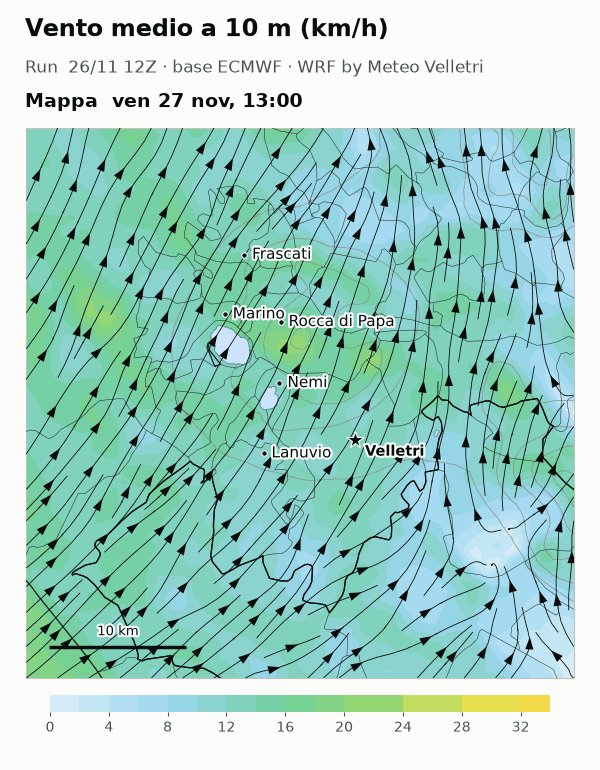 Vento medio a 10 m (km/h)
Run  26/11 12Z · base ECMWF · WRF by Meteo Velletri
Mappa  ven 27 nov, 13:00
Frascati
Marino
Rocca di Papa
Nemi
Velletri
Lanuvio
10 km
0 4 8 12 16 20 24 28 32